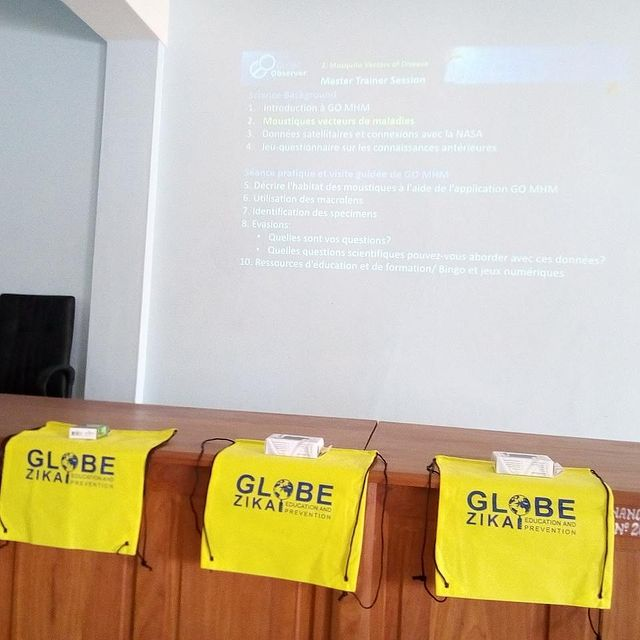 Observer
2. Mosquito Vectors of Disease
Master Trainer Session
Science Background
1. Introduction à GO MHM
2. Moustiques vecteurs de maladies
3. Données satellitaires et connexions avec la NASA
4. Jeu-questionnaire sur les connaissances antérieures
Séance pratique et visite guidée de GO MHM
5. Décrire l'habitat des moustiques à l'aide de l'application GO MHM
6. Utilisation des macrolens
7. Identification des specimens
8. Evasions:
• Quelles sont vos questions?
• Quelles questions scientifiques pouvez-vous aborder avec ces données?
10. Ressources d'education et de formation/ Bingo et jeux numériques
GLOBE
ZIKA
EDUCATION AND
PREVENTION
GLOBE
ZIKA
EDUCATION AND
PREVENTION
GLOBE
ZIKA
EDUCATION AND
PREVENTION